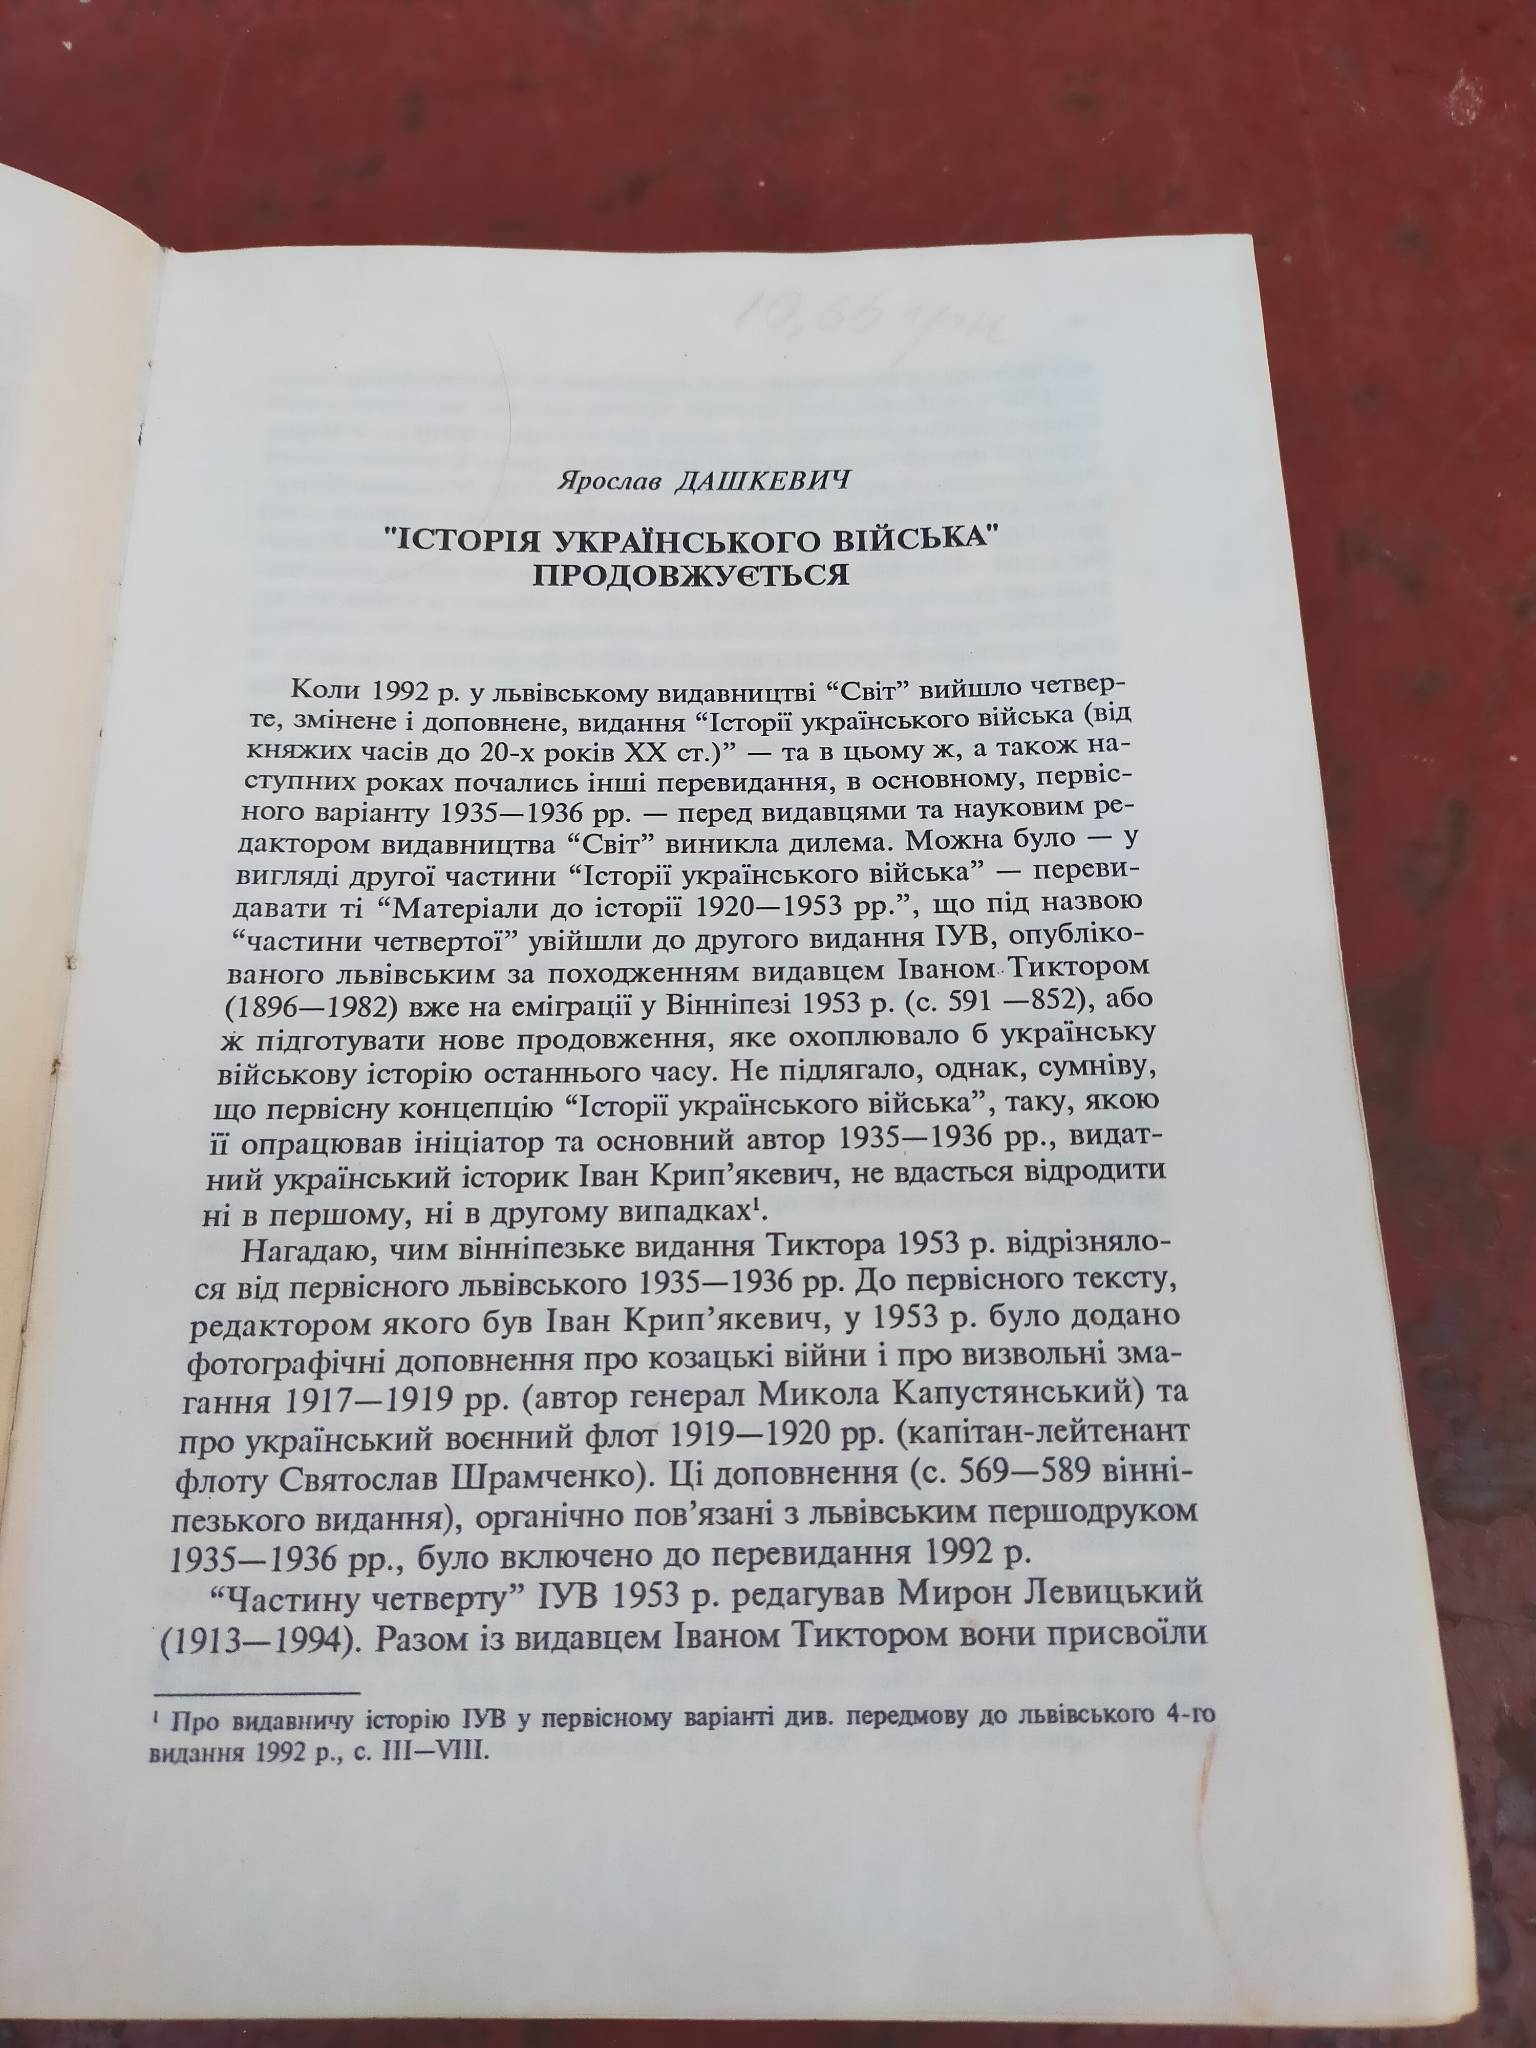 Ярослав ДАШКЕВИЧ
"ІСТОРІЯ УКРАЇНСЬКОГО ВІЙСЬКА"
ПРОДОВЖУЄТЬСЯ
Коли 1992 р. у львівському видавництві “Світ” вийшло четвер-
те, змінене і доповнене, видання “Історії українського війська (від
княжих часів до 20-х років XX ст.)” — та в цьому ж, а також на-
ступних роках почались інші перевидання, в основному, первіс-
ного варіанту 1935—1936 рр. — перед видавцями та науковим ре-
дактором видавництва “Світ” виникла дилема. Можна було — у
вигляді другої частини “Історії українського війська” — переви-
давати ті “Матеріали до історії 1920—1953 рр.”, що під назвою
“частини четвертої” увійшли до другого видання ІУВ, опубліко-
ваного львівським за походженням видавцем Іваном Тиктором
(1896—1982) вже на еміграції у Вінніпезі 1953 р. (с. 591 —852), або
ж підготувати нове продовження, яке охоплювало б українську
військову історію останнього часу. Не підлягало, однак, сумніву,
що первісну концепцію “Історії українського війська”, таку, якою
її опрацював ініціатор та основний автор 1935—1936 рр., видат-
ний український історик Іван Крип’якевич, не вдасться відродити
ні в першому, ні в другому випадках¹.
Нагадаю, чим вінніпезьке видання Тиктора 1953 р. відрізняло-
ся від первісного львівського 1935—1936 рр. До первісного тексту,
редактором якого був Іван Крип’якевич, у 1953 р. було додано
фотографічні доповнення про козацькі війни і про визвольні зма-
гання 1917—1919 рр. (автор генерал Микола Капустянський) та
про український воєнний флот 1919—1920 рр. (капітан-лейтенант
флоту Святослав Шрамченко). Ці доповнення (с. 569—589 вінні-
пезького видання), органічно пов’язані з львівським першодруком
1935—1936 рр., було включено до перевидання 1992 р.
“Частину четверту” ІУВ 1953 р. редагував Мирон Левицький
(1913—1994). Разом із видавцем Іваном Тиктором вони присвоїли
¹ Про видавничу історію ІУВ у первісному варіанті див. передмову до львівського 4-го
видання 1992 р., с. III—VIII.